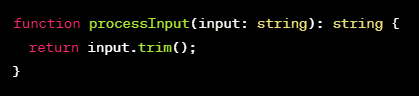 function processInput(input: string): string {
  return input.trim();
}